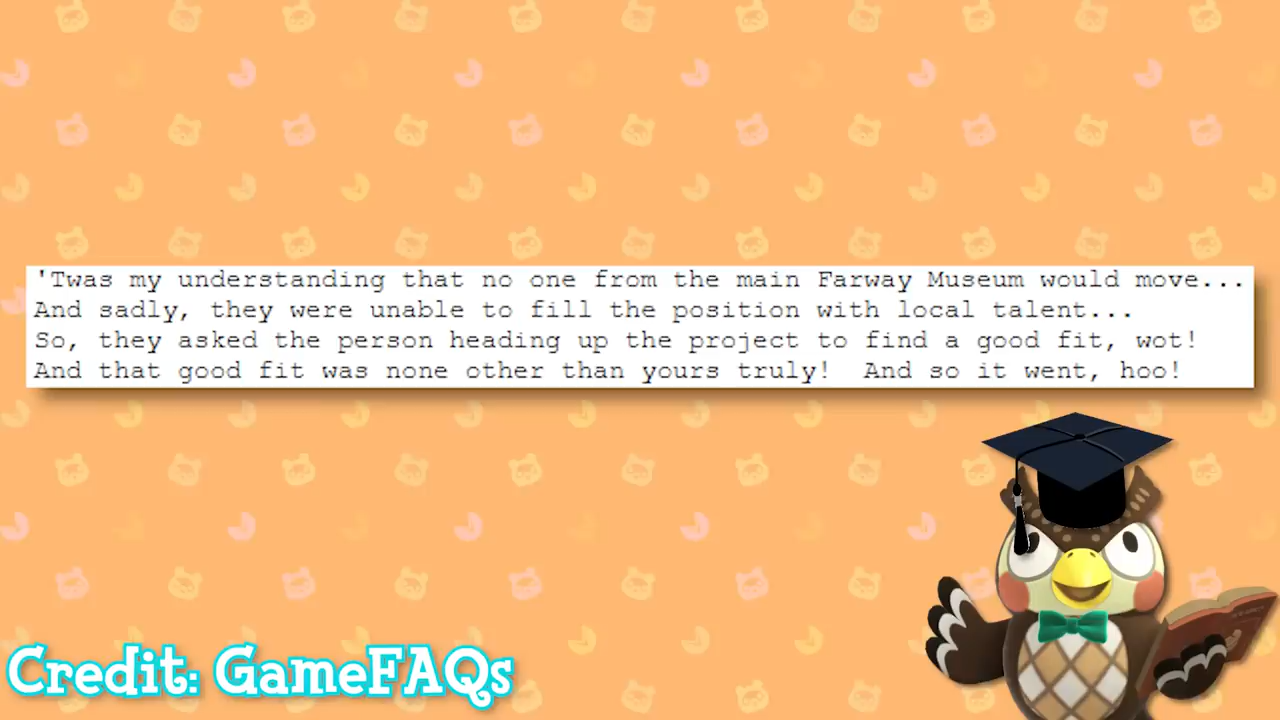 'Twas my understanding that no one from the main Farway Museum would move...
And sadly, they were unable to fill the position with local talent...
So, they asked the person heading up the project to find a good fit, wot!
And that good fit was none other than yours truly!  And so it went, hoo!
Credit: GameFAQs